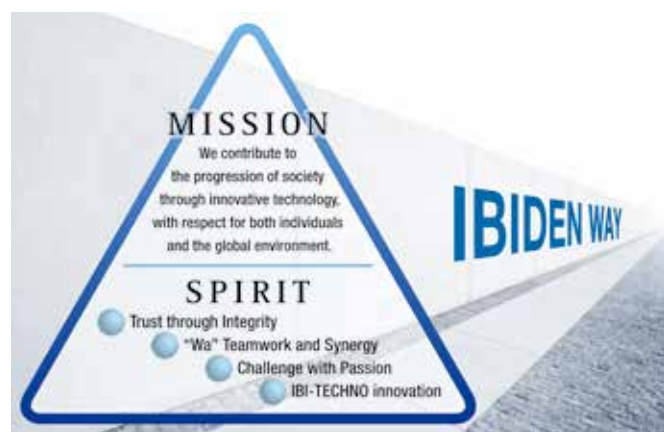 MISSION
We contribute to
the progression of society
through innovative technology,
with respect for both individuals
and the global environment.
SPIRIT
Trust through Integrity
“Wa” Teamwork and Synergy
Challenge with Passion
IBI-TECHNO innovation
IBIDEN WAY